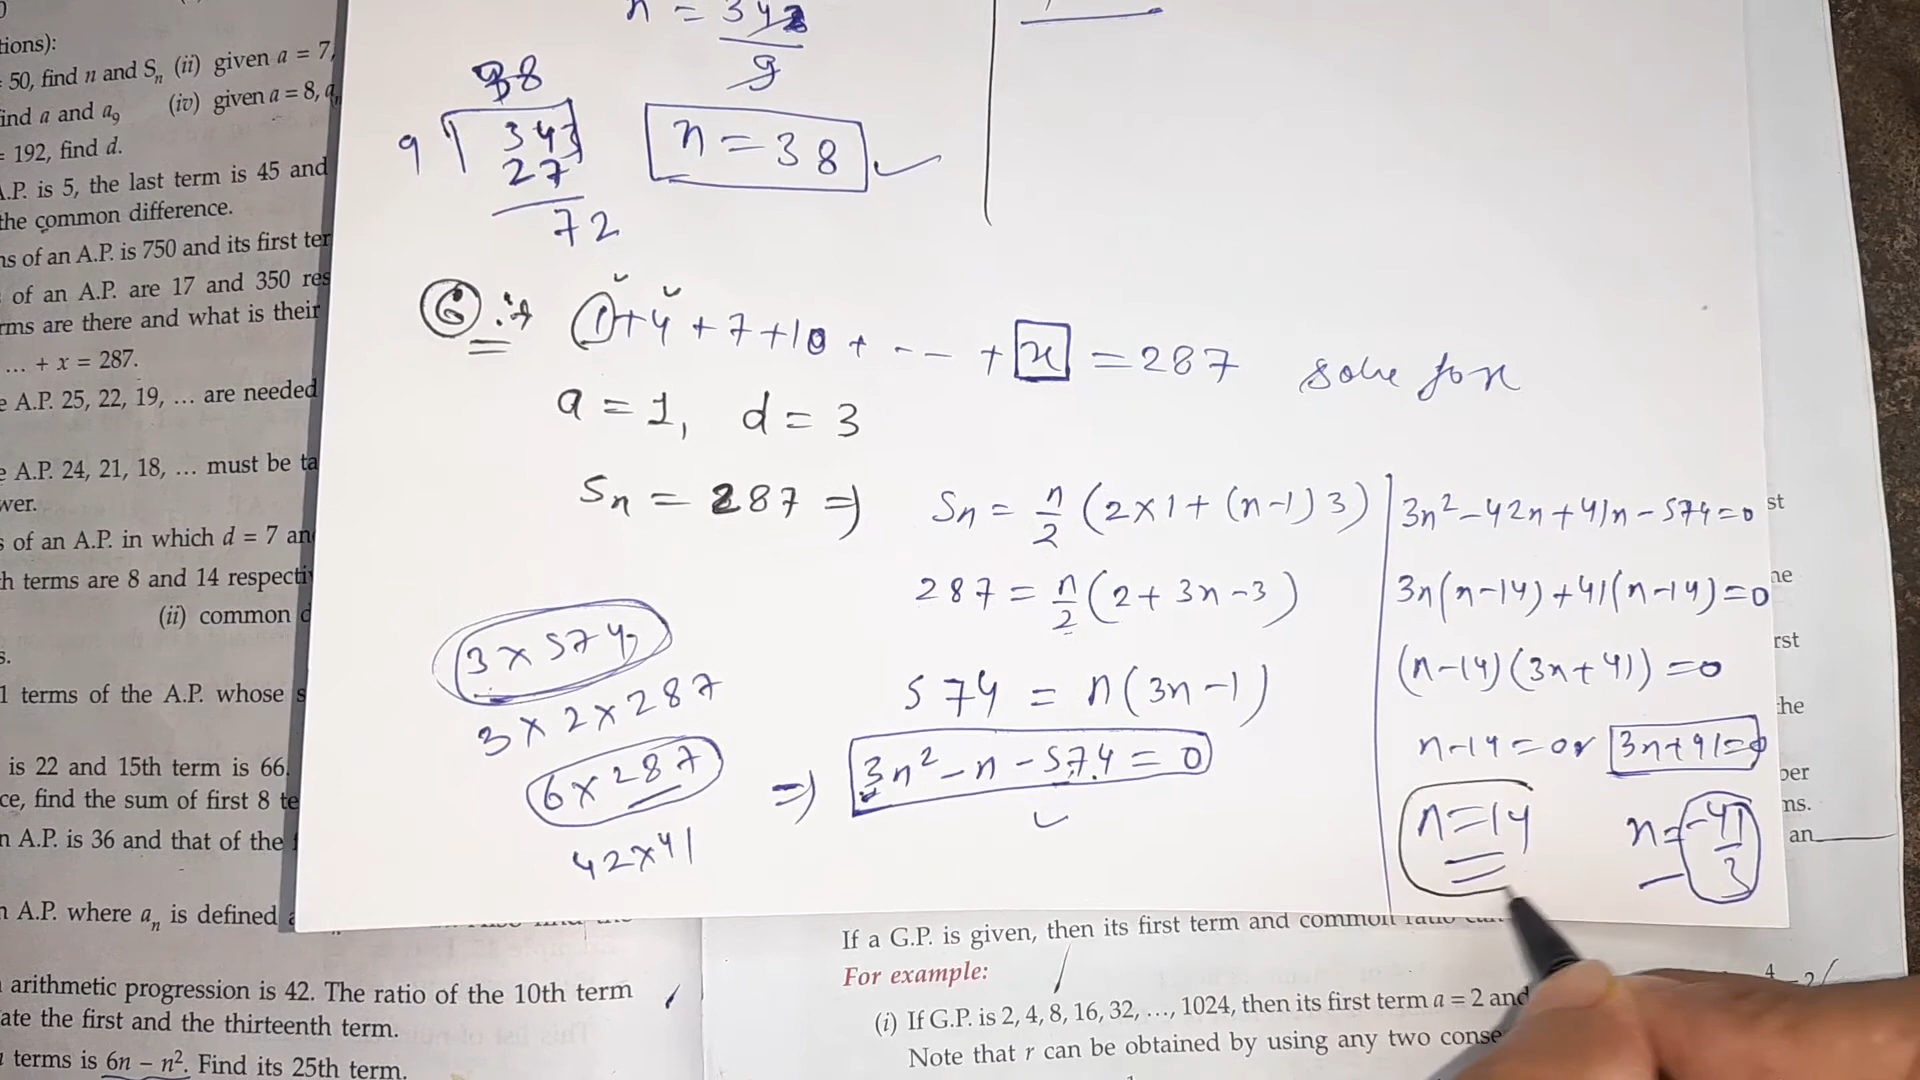 tions):
= 50, find n and Sₙ (ii) given a = 7,
find a and a₉ (iv) given a = 8, a
= 192, find d.
A.P. is 5, the last term is 45 and
the common difference.
ns of an A.P. is 750 and its first ter
of an A.P. are 17 and 350 res
rms are there and what is their
... + x = 287.
e A.P. 25, 22, 19, ... are needed
e A.P. 24, 21, 18, ... must be ta
wer.
s of an A.P. in which d = 7 an
h terms are 8 and 14 respecti
(ii) common
s.
1 terms of the A.P. whose s
is 22 and 15th term is 66.
ce, find the sum of first 8 te
n A.P. is 36 and that of the f
n A.P. where aₙ is defined a
arithmetic progression is 42. The ratio of the 10th term
ate the first and the thirteenth term.
terms is 6n – n². Find its 25th term.
n = 342
9
38
9 343
27
72
n = 38
6 :→ 1 + 4 + 7 + 10 + --- + x = 287 solve for x
a = 1, d = 3
Sn = 287 ⇒
3 × 574
3 × 2 × 287
6 × 287
42 × 41
Sn = n/2 (2×1 + (n-1) 3)
287 = n/2 (2 + 3n - 3)
574 = n(3n-1)
⇒ 3n² - n - 574 = 0
3n² - 42n + 41n - 574 = 0
3n(n-14) + 41(n-14) = 0
(n-14)(3n+41) = 0
n-14 = or 3n+41=0
n=14 n = -41/3
st
ne
rst
the
per
ms.
an
If a G.P. is given, then its first term and common ratio
For example:
(i) If G.P. is 2, 4, 8, 16, 32, ..., 1024, then its first term a = 2 and
Note that r can be obtained by using any two conse